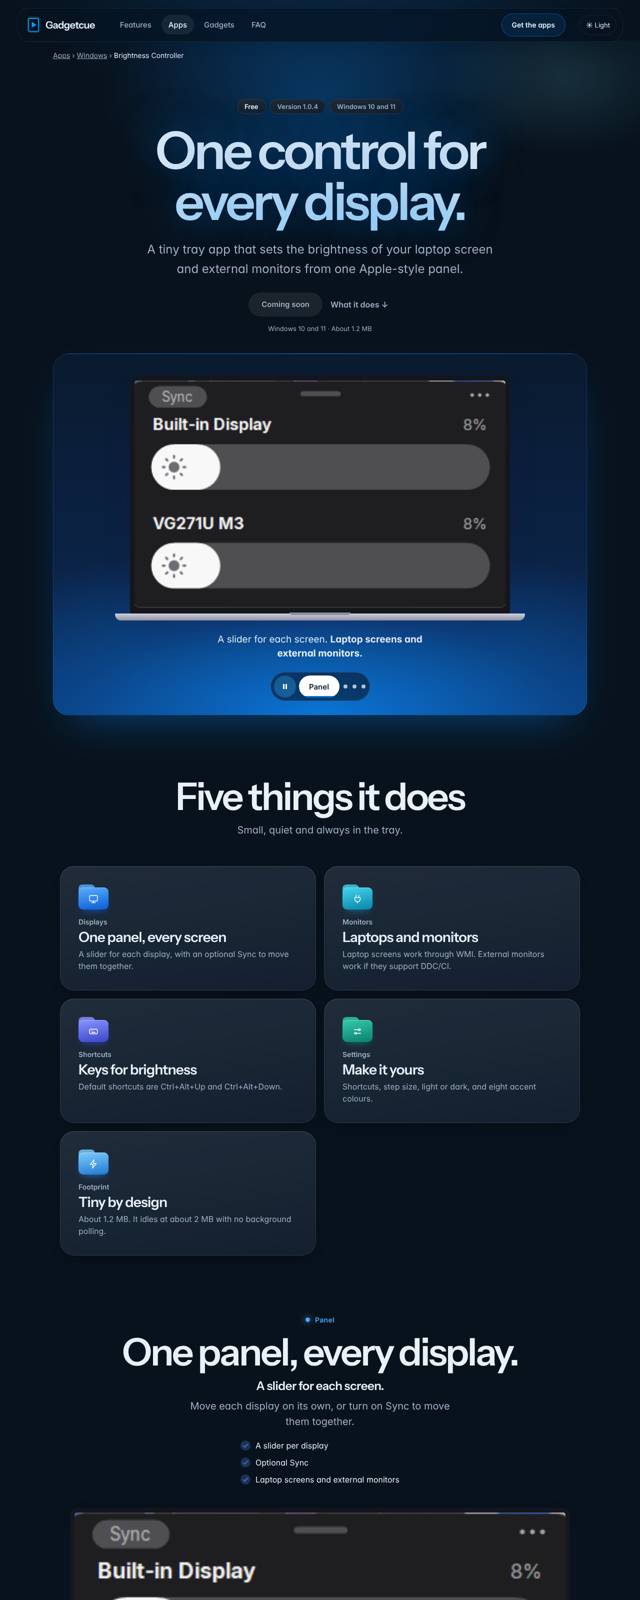 Gadgetcue
Features
Apps
Gadgets
FAQ
Get the apps
☀ Light
Apps › Windows › Brightness Controller
Free
Version 1.0.4
Windows 10 and 11
One control for
every display.
A tiny tray app that sets the brightness of your laptop screen
and external monitors from one Apple-style panel.
Coming soon
What it does ↓
Windows 10 and 11 · About 1.2 MB
Sync
Built-in Display
8%
VG271U M3
8%
A slider for each screen. Laptop screens and
external monitors.
Panel
Five things it does
Small, quiet and always in the tray.
Displays
One panel, every screen
A slider for each display, with an optional Sync to move
them together.
Monitors
Laptops and monitors
Laptop screens work through WMI. External monitors
work if they support DDC/CI.
Shortcuts
Keys for brightness
Default shortcuts are Ctrl+Alt+Up and Ctrl+Alt+Down.
Settings
Make it yours
Shortcuts, step size, light or dark, and eight accent
colours.
Footprint
Tiny by design
About 1.2 MB. It idles at about 2 MB with no background
polling.
Panel
One panel, every display.
A slider for each screen.
Move each display on its own, or turn on Sync to move
them together.
A slider per display
Optional Sync
Laptop screens and external monitors
Sync
Built-in Display
8%